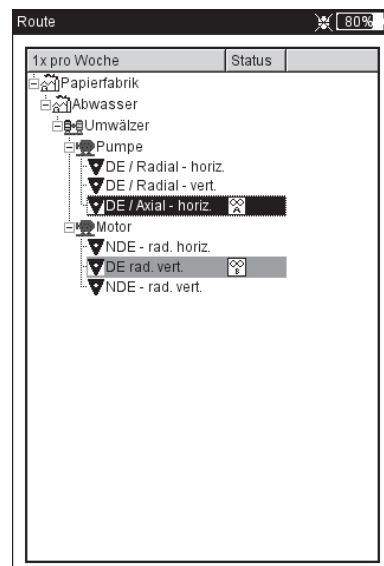 Route 80%
1x pro Woche Status
Papierfabrik
Abwasser
Umwälzer
Pumpe
DE / Radial - horiz.
DE / Radial - vert.
DE / Axial - horiz. A
Motor
NDE - rad. horiz.
DE rad. vert. B
NDE - rad. vert.